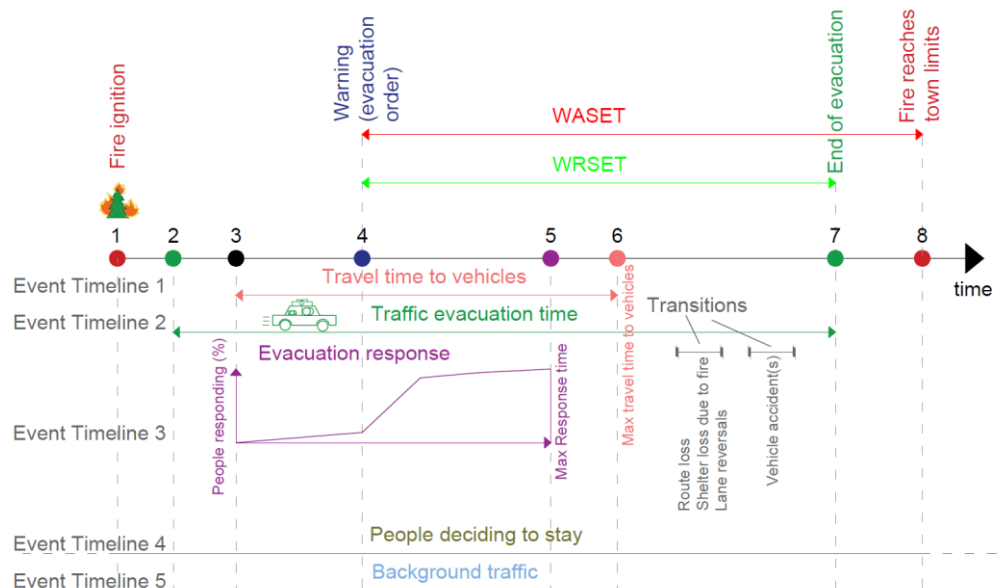 Fire ignition
Warning
(evacuation
order)
End of evacuation
Fire reaches
town limits
WASET
WRSET
1 2 3 4 5 6 7 8
time
Event Timeline 1
Travel time to vehicles
Event Timeline 2
Traffic evacuation time
Transitions
Evacuation response
People responding (%)
Max Response time
Max travel time to vehicles
Route loss
Shelter loss due to fire
Lane reversals
Vehicle accident(s)
Event Timeline 3
Event Timeline 4
People deciding to stay
Event Timeline 5
Background traffic